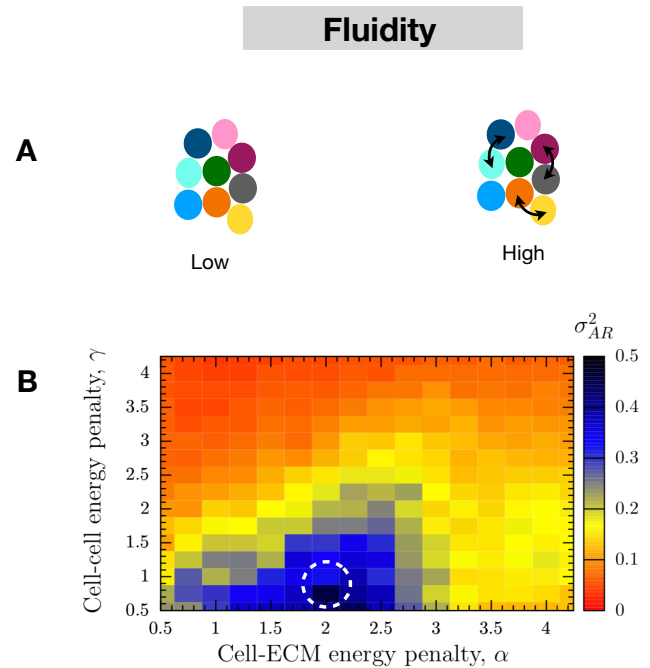 Fluidity
A
Low
High
B
σ²_AR
Cell-cell energy penalty, γ
4
3.5
3
2.5
2
1.5
1
0.5
0.5 1 1.5 2 2.5 3 3.5 4
Cell-ECM energy penalty, α
0.5
0.4
0.3
0.2
0.1
0